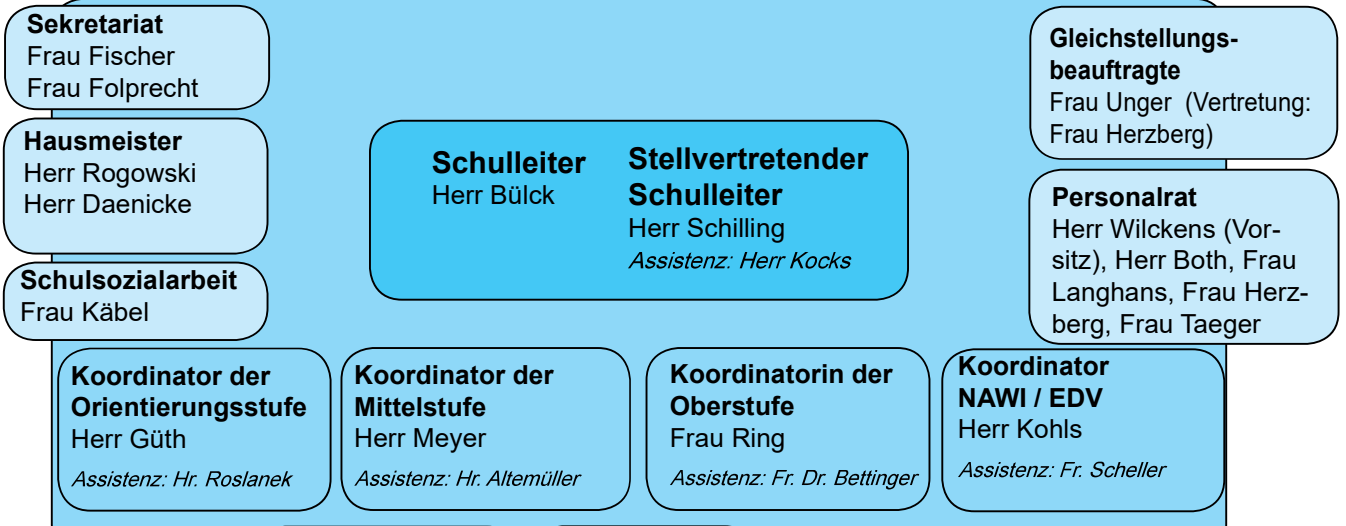 Sekretariat
Frau Fischer
Frau Folprecht
Hausmeister
Herr Rogowski
Herr Daenicke
Schulsozialarbeit
Frau Käbel
Schulleiter
Herr Bülck
Stellvertretender
Schulleiter
Herr Schilling
Assistenz: Herr Kocks
Gleichstellungs-
beauftragte
Frau Unger (Vertretung:
Frau Herzberg)
Personalrat
Herr Wilckens (Vor-
sitz), Herr Both, Frau
Langhans, Frau Herz-
berg, Frau Taeger
Koordinator der
Orientierungsstufe
Herr Güth
Assistenz: Hr. Roslanek
Koordinator der
Mittelstufe
Herr Meyer
Assistenz: Hr. Altemüller
Koordinatorin der
Oberstufe
Frau Ring
Assistenz: Fr. Dr. Bettinger
Koordinator
NAWI / EDV
Herr Kohls
Assistenz: Fr. Scheller